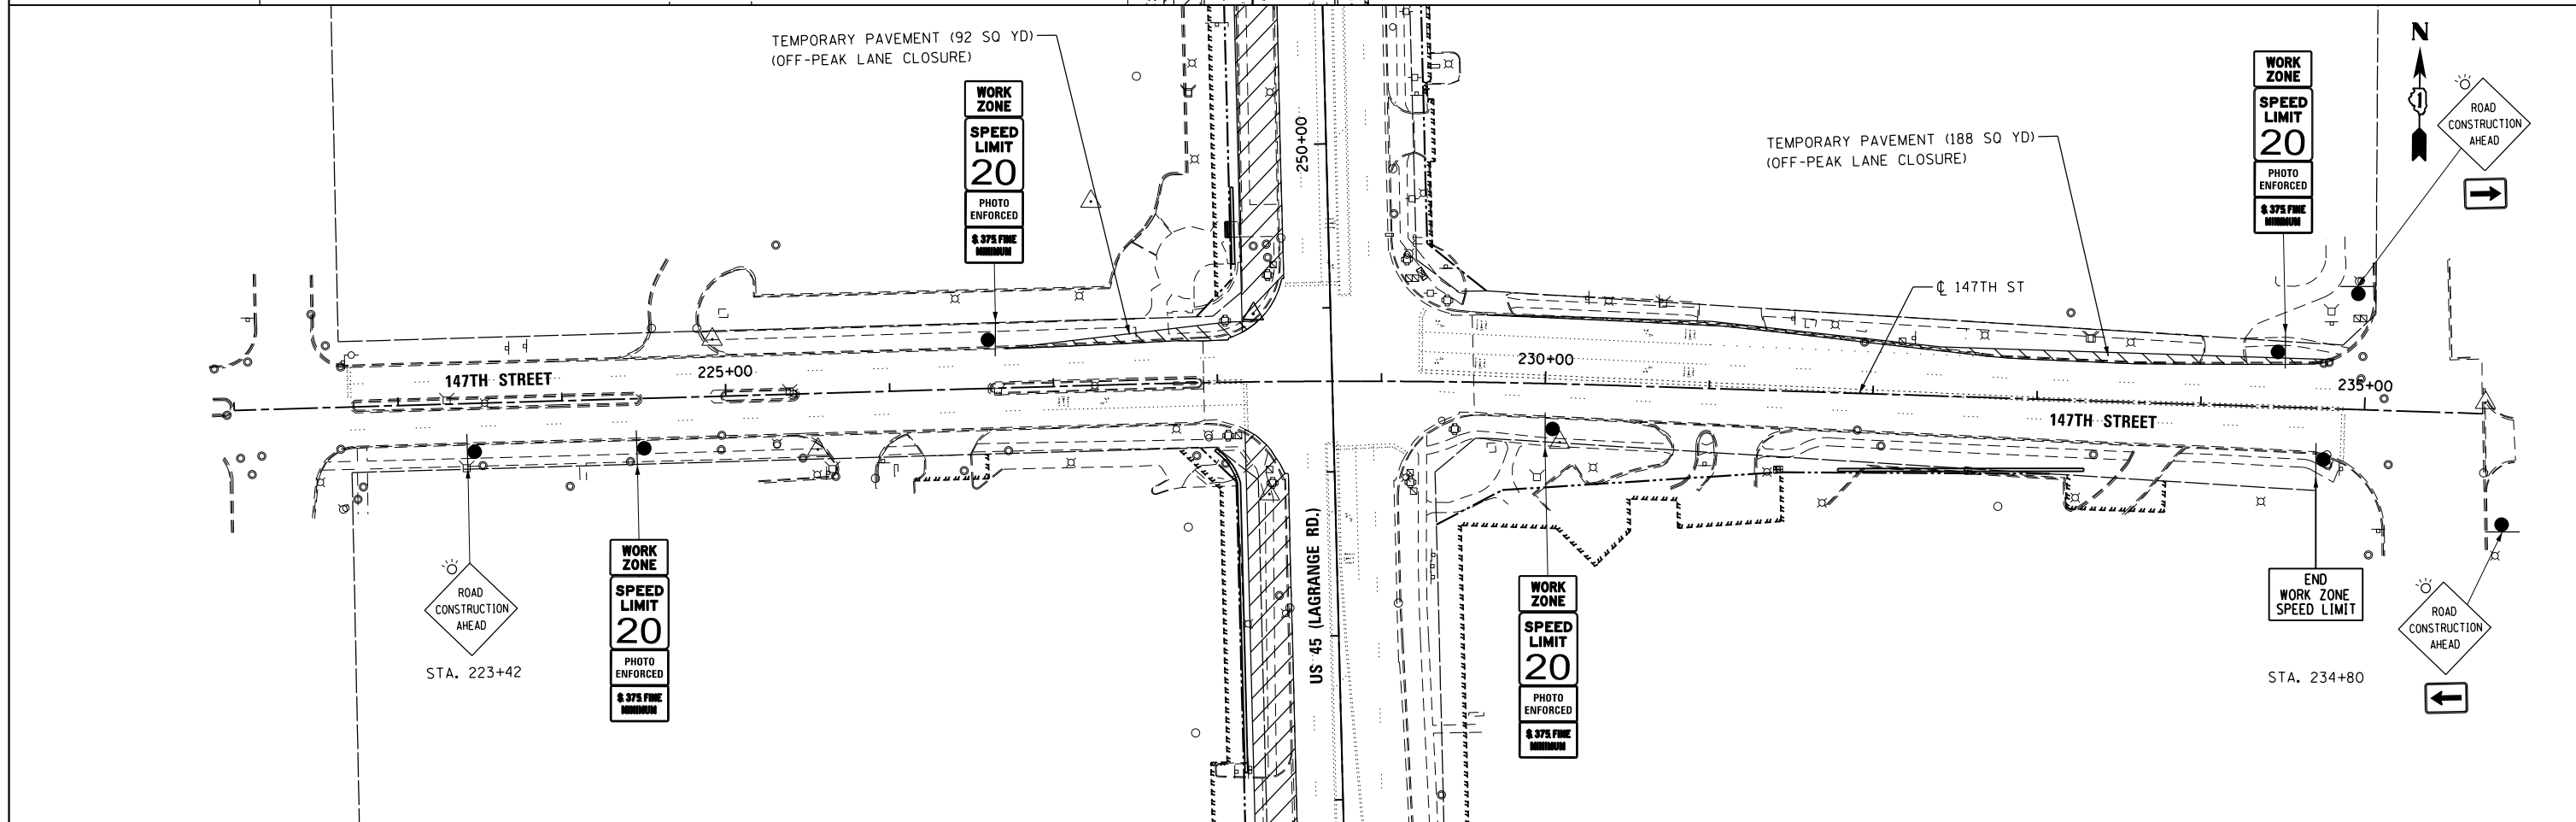 TEMPORARY PAVEMENT (92 SQ YD)
(OFF-PEAK LANE CLOSURE)
WORK
ZONE
SPEED
LIMIT
20
PHOTO
ENFORCED
$ 375 FINE
MINIMUM
250+00
TEMPORARY PAVEMENT (188 SQ YD)
(OFF-PEAK LANE CLOSURE)
WORK
ZONE
SPEED
LIMIT
20
PHOTO
ENFORCED
$ 375 FINE
MINIMUM
N
1
ROAD
CONSTRUCTION
AHEAD
℄ 147TH ST
147TH STREET
225+00
230+00
235+00
147TH STREET
US 45 (LAGRANGE RD.)
ROAD
CONSTRUCTION
AHEAD
STA. 223+42
WORK
ZONE
SPEED
LIMIT
20
PHOTO
ENFORCED
$ 375 FINE
MINIMUM
WORK
ZONE
SPEED
LIMIT
20
PHOTO
ENFORCED
$ 375 FINE
MINIMUM
END
WORK ZONE
SPEED LIMIT
STA. 234+80
ROAD
CONSTRUCTION
AHEAD